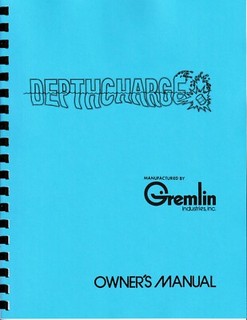 DEPTHCHARGE
MANUFACTURED BY
Gremlin
Industries, Inc.
OWNER'S MANUAL